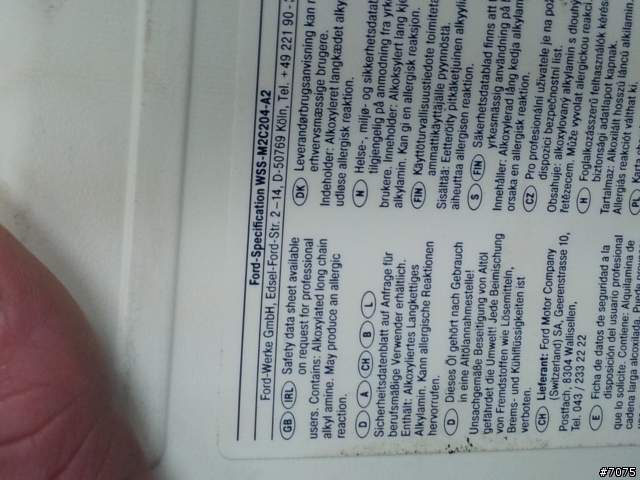 Ford-Specification WSS-M2C204-A2
Ford-Werke GmbH, Edsel-Ford-Str. 2–14, D-50769 Köln, Tel. +49 221 90-
GB IRL Safety data sheet available
on request for professional
users. Contains: Alkoxylated long chain
alkyl amine. May produce an allergic
reaction.
D A CH B L
Sicherheitsdatenblatt auf Anfrage für
berufsmäßige Verwender erhältlich.
Enthält: Alkoxyliertes Langkettiges
Alkylamin. Kann allergische Reaktionen
hervorrufen.
D Dieses Öl gehört nach Gebrauch
in eine Altölannahmestelle!
Unsachgemäße Beseitigung von Altöl
gefährdet die Umwelt! Jede Beimischung
von Fremdstoffen wie Lösemitteln,
Brems- und Kühlflüssigkeiten ist
verboten.
CH Lieferant: Ford Motor Company
(Switzerland) SA, Geerenstrasse 10,
Postfach, 8304 Wallisellen,
Tel. 043 / 233 22 22
E Ficha de datos de seguridad a la
disposición del usuario profesional
que lo solicite. Contiene: Alquilamina de
cadena larga alcoxilada.
DK Leverandørbrugsanvisning kan
erhvervsmæssige brugere.
Indeholder: Alkoxyleret langkædet alky
udløse allergisk reaktion.
N Helse-, miljø- og sikkerhetsdatabl
tilgjengelig på anmodning fra yrk
brukere. Inneholder: Alkoksylert lang kj
alkylamin. Kan gi en allergisk reaksjon.
FIN Käyttöturvallisuustiedote toimiteta
ammattikäyttäjälle pyynnöstä.
Sisältää: Eetteröity pitkäketjuinen alkyyli
aiheuttaa allergisen reaktion.
S FIN Säkerhetsdatablad finns att
yrkesmässig användning på b
Innehåller: Alkoxylerad lång kedja alkylam
orsaka en allergisk reaktion.
CZ Pro profesionální uživatele je na po
dispozici bezpečnostní list.
Obsahuje: alkoxylovaný alkylamin s dlouhým
řetězecem. Může vyvolat alergickou reakci.
H Foglalkozásszerű felhasználók kérés
biztonsági adatlapot kapnak.
Tartalmaz: Alkoxilált hosszú láncú alkilami
Allergiás reakciót válthat ki.
PL Karta